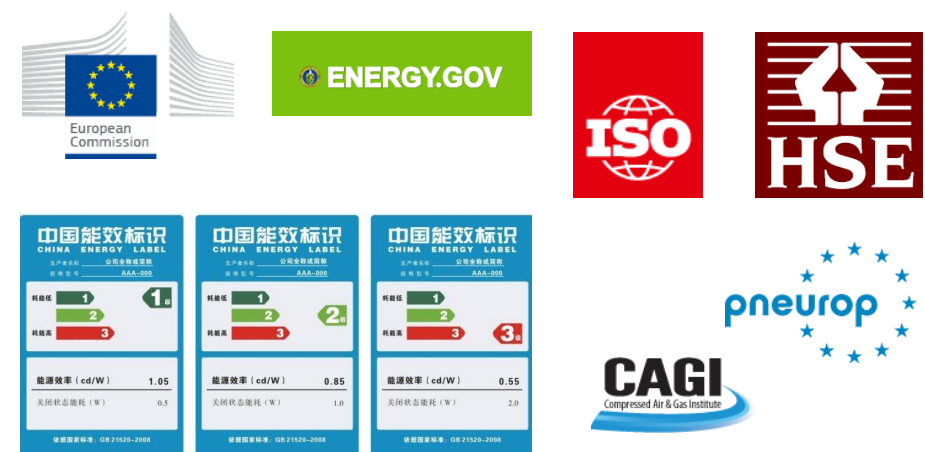 European
Commission
ENERGY.GOV
ISO
HSE
中国能效标识
CHINA ENERGY LABEL
生产者名称 公司全称或简称
规格型号 AAA-000
耗能低 1 1级
2
耗能高 3
能源效率（cd/W） 1.05
关闭状态能耗（W） 0.5
依据国家标准：GB 21520-2008
中国能效标识
CHINA ENERGY LABEL
生产者名称 公司全称或简称
规格型号 AAA-000
耗能低 1
2 2级
耗能高 3
能源效率（cd/W） 0.85
关闭状态能耗（W） 1.0
依据国家标准：GB 21520-2008
中国能效标识
CHINA ENERGY LABEL
生产者名称 公司全称或简称
规格型号 AAA-000
耗能低 1
2
耗能高 3 3级
能源效率（cd/W） 0.55
关闭状态能耗（W） 2.0
依据国家标准：GB 21520-2008
pneurop
CAGI
Compressed Air & Gas Institute